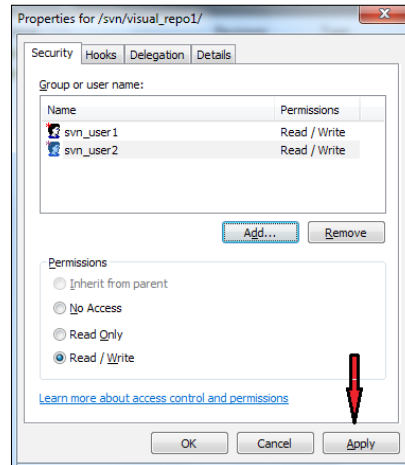 Properties for /svn/visual_repo1/
Security Hooks Delegation Details
Group or user name:
Name Permissions
svn_user1 Read / Write
svn_user2 Read / Write
Add... Remove
Permissions
Inherit from parent
No Access
Read Only
Read / Write
Learn more about access control and permissions
OK Cancel Apply